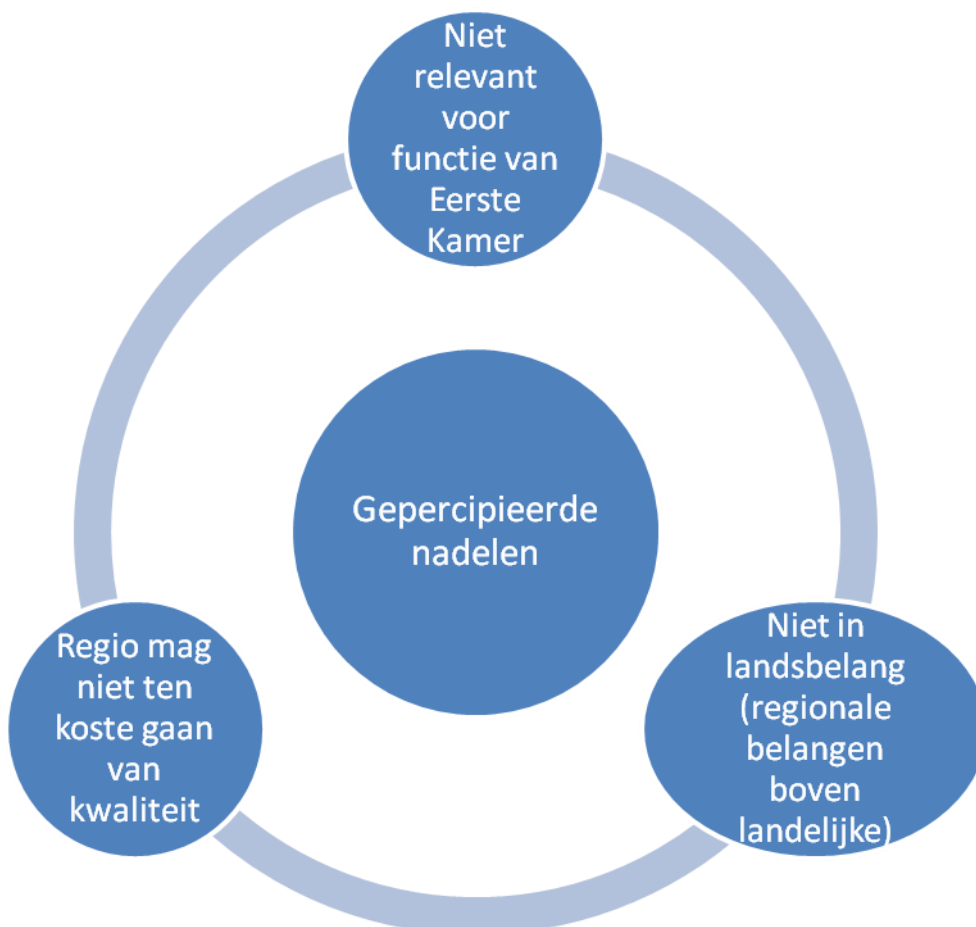 Niet
relevant
voor
functie van
Eerste
Kamer
Gepercipieerde
nadelen
Regio mag
niet ten
koste gaan
van
kwaliteit
Niet in
landsbelang
(regionale
belangen
boven
landelijke)